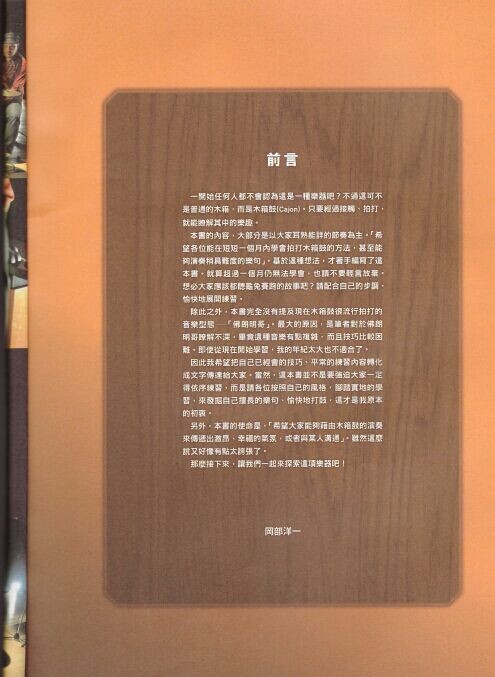 前言
一開始任何人都不會認為這是一種樂器吧?不過這可不
是普通的木箱,而是木箱鼓(Cajon)。只要經過接觸、拍打,
就能瞭解其中的樂趣。
本書的內容、大部分是以大家耳熟能詳的節奏為主。「希
望各位能在短短一個月內學會拍打木箱鼓的方法,甚至能
夠演奏稍具難度的樂句」。基於這種想法,才著手編寫了這
本書。就算超過一個月仍無法學會,也請不要輕言放棄。
想必大家應該都聽龜兔賽跑的故事吧?請配合自己的步調,
愉快地展開練習。
除此之外,本書完全沒有提及現在木箱鼓很流行拍打的
音樂型態─「佛朗明哥」。最大的原因,是筆者對於佛朗
明哥瞭解不深,畢竟這種音樂有點複雜,而且技巧比較困
難。即使從現在開始學習,我的年紀太大也不適合了。
因此我希望把自己已經會的技巧、平常的練習內容轉化
成文字傳達給大家。當然,這本書並不是要強迫大家一定
得依序練習,而是請各位按照自己的風格,腳踏實地的學
習,來發掘自己擅長的樂句、愉快地打鼓,這才是我原本
的初衷。
另外,本書的使命是,「希望大家能夠藉由木箱鼓的演奏
來傳遞出激昂、幸福的氣氛,或者與某人溝通」。雖然這麼
說又好像有點太誇張了。
那麼接下來,讓我們一起來探索這項樂器吧!
岡部洋一